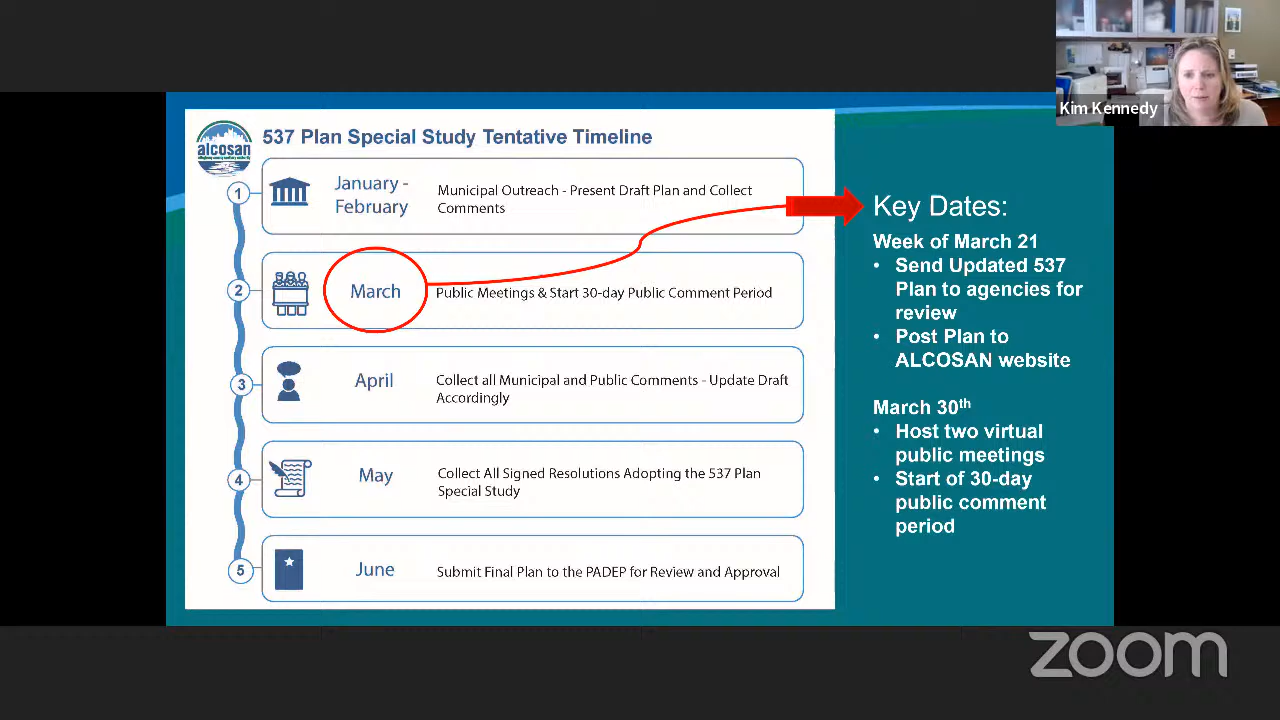 Kim Kennedy
alcosan
537 Plan Special Study Tentative Timeline
1
January -
February
Municipal Outreach - Present Draft Plan and Collect
Comments
2
March
Public Meetings & Start 30-day Public Comment Period
3
April
Collect all Municipal and Public Comments - Update Draft
Accordingly
4
May
Collect All Signed Resolutions Adopting the 537 Plan
Special Study
5
June
Submit Final Plan to the PADEP for Review and Approval
Key Dates:
Week of March 21
• Send Updated 537
Plan to agencies for
review
• Post Plan to
ALCOSAN website
March 30th
• Host two virtual
public meetings
• Start of 30-day
public comment
period
zoom